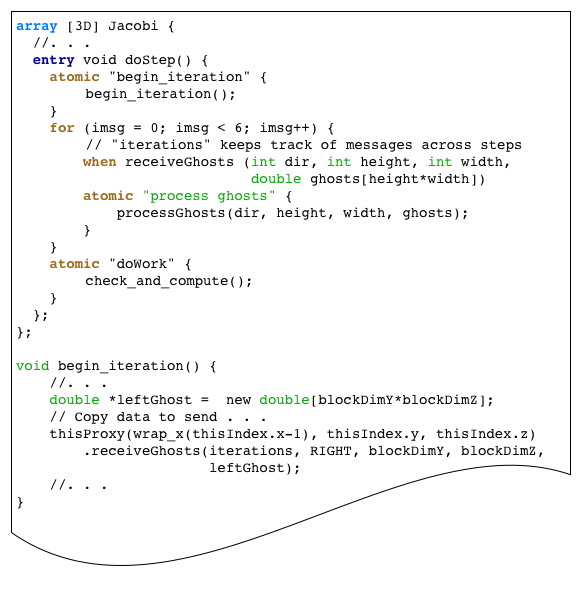 array [3D] Jacobi {
  //. . .
  entry void doStep() {
    atomic "begin_iteration" {
        begin_iteration();
    }
    for (imsg = 0; imsg < 6; imsg++) {
        // "iterations" keeps track of messages across steps
        when receiveGhosts (int dir, int height, int width,
                            double ghosts[height*width])
        atomic "process ghosts" {
            processGhosts(dir, height, width, ghosts);
        }
    }
    atomic "doWork" {
        check_and_compute();
    }
  };
};

void begin_iteration() {
    //. . .
    double *leftGhost =  new double[blockDimY*blockDimZ];
    // Copy data to send . . .
    thisProxy(wrap_x(thisIndex.x-1), thisIndex.y, thisIndex.z)
        .receiveGhosts(iterations, RIGHT, blockDimY, blockDimZ,
                       leftGhost);
    //. . .
}